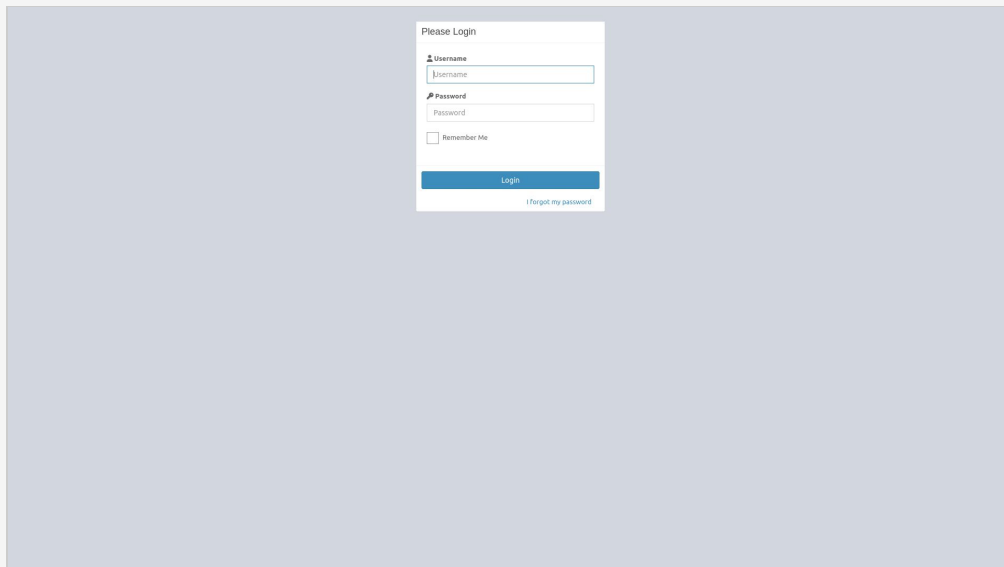 Please Login
Username
Username
Password
Password
Remember Me
Login
I forgot my password